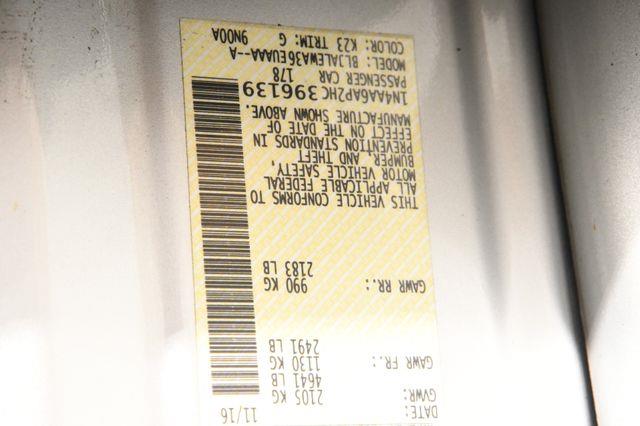 DATE: 11/16
GVWR: 2105 KG
4641 LB
GAWR FR.: 1130 KG
2491 LB
GAWR RR.: 990 KG
2183 LB
THIS VEHICLE CONFORMS TO
ALL APPLICABLE FEDERAL
MOTOR VEHICLE SAFETY,
BUMPER, AND THEFT
PREVENTION STANDARDS IN
EFFECT ON THE DATE OF
MANUFACTURE SHOWN ABOVE.
1N4AA6AP2HC396139
PASSENGER CAR 178
MODEL: BLJALEWA36EUAAA--A
COLOR: K23 TRIM: G 9N00A